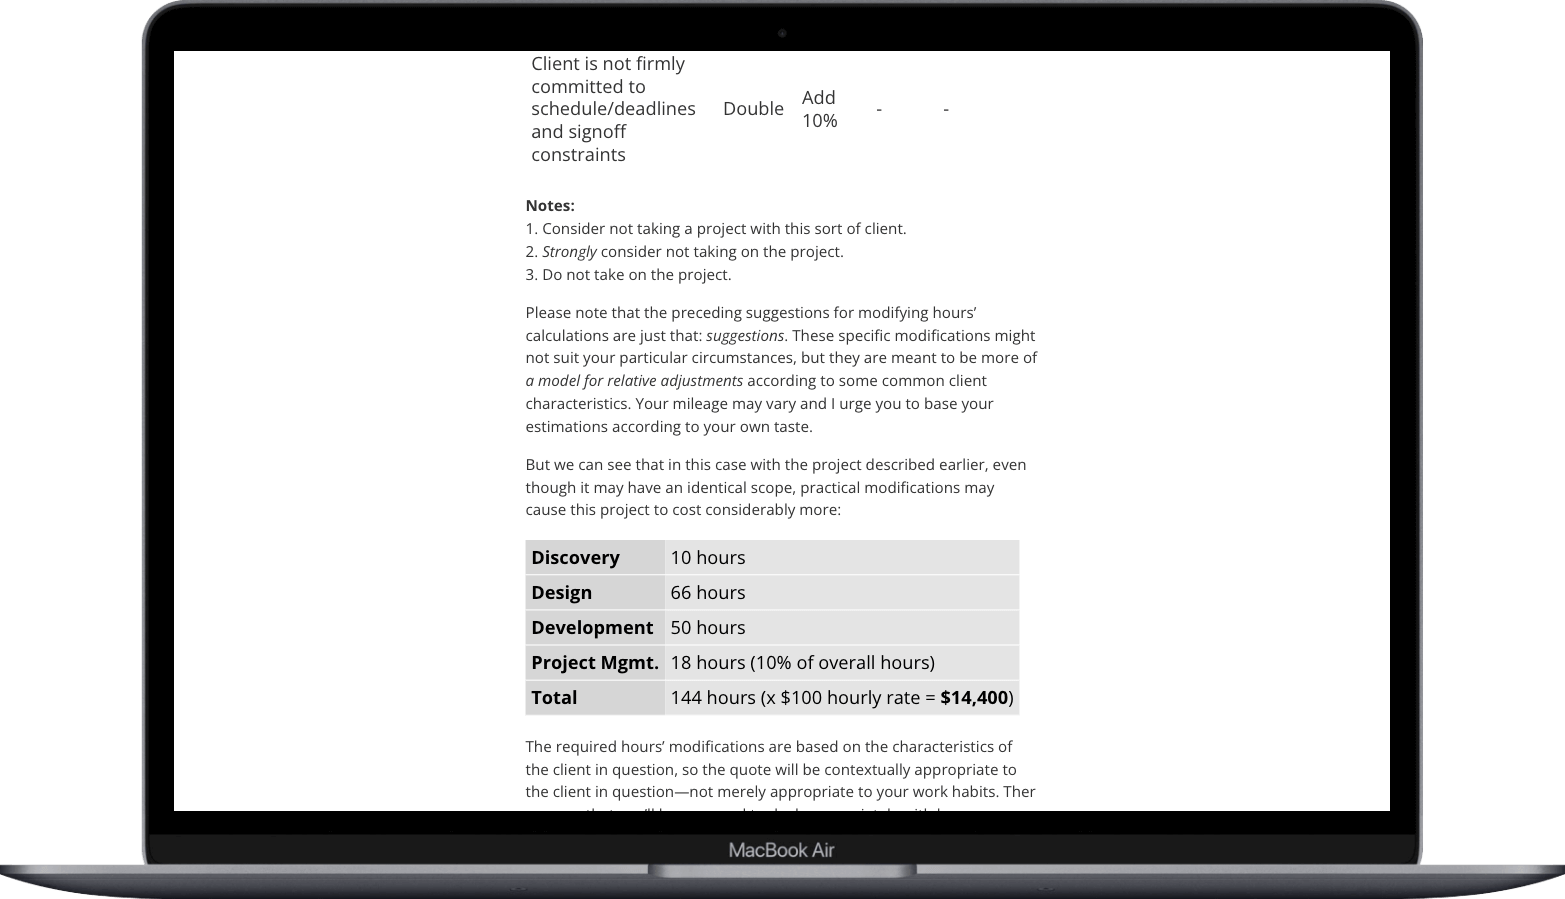 Client is not firmly
committed to
schedule/deadlines
and signoff
constraints
Double
Add
10%
-
-
Notes:
1. Consider not taking a project with this sort of client.
2. Strongly consider not taking on the project.
3. Do not take on the project.
Please note that the preceding suggestions for modifying hours’
calculations are just that: suggestions. These specific modifications might
not suit your particular circumstances, but they are meant to be more of
a model for relative adjustments according to some common client
characteristics. Your mileage may vary and I urge you to base your
estimations according to your own taste.
But we can see that in this case with the project described earlier, even
though it may have an identical scope, practical modifications may
cause this project to cost considerably more:
Discovery 10 hours
Design 66 hours
Development 50 hours
Project Mgmt. 18 hours (10% of overall hours)
Total 144 hours (x $100 hourly rate = $14,400)
The required hours’ modifications are based on the characteristics of
the client in question, so the quote will be contextually appropriate to
the client in question—not merely appropriate to your work habits. Ther
MacBook Air